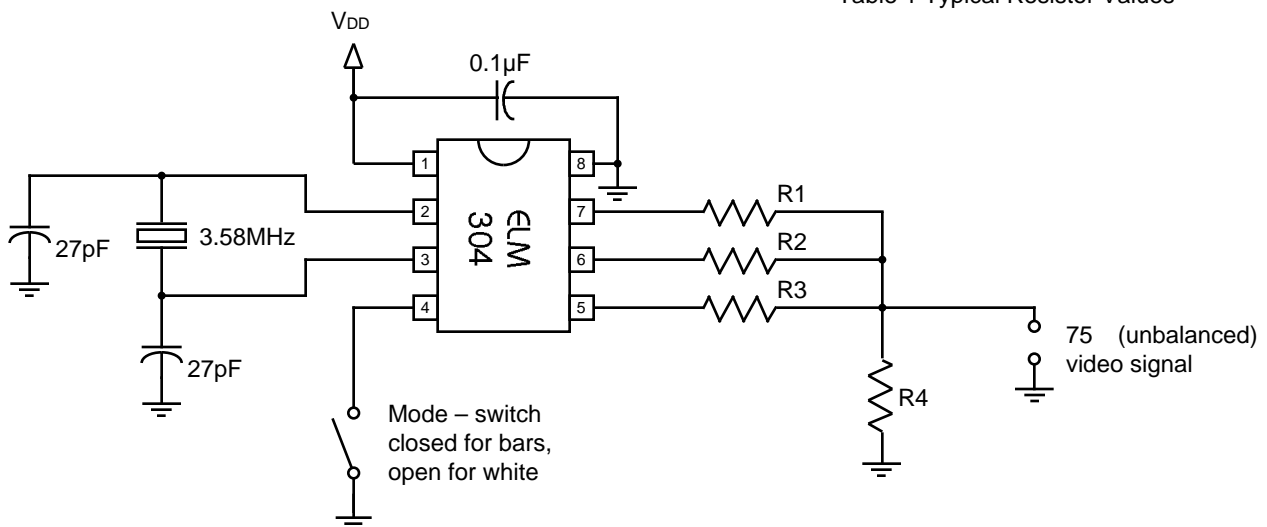 Table 1 Typical Resistor Values
VDD
0.1µF
1
8
R1
2
7
3.58MHz
ELM
304
R2
27pF
3
6
R3
4
5
75 (unbalanced)
video signal
27pF
R4
Mode – switch
closed for bars,
open for white